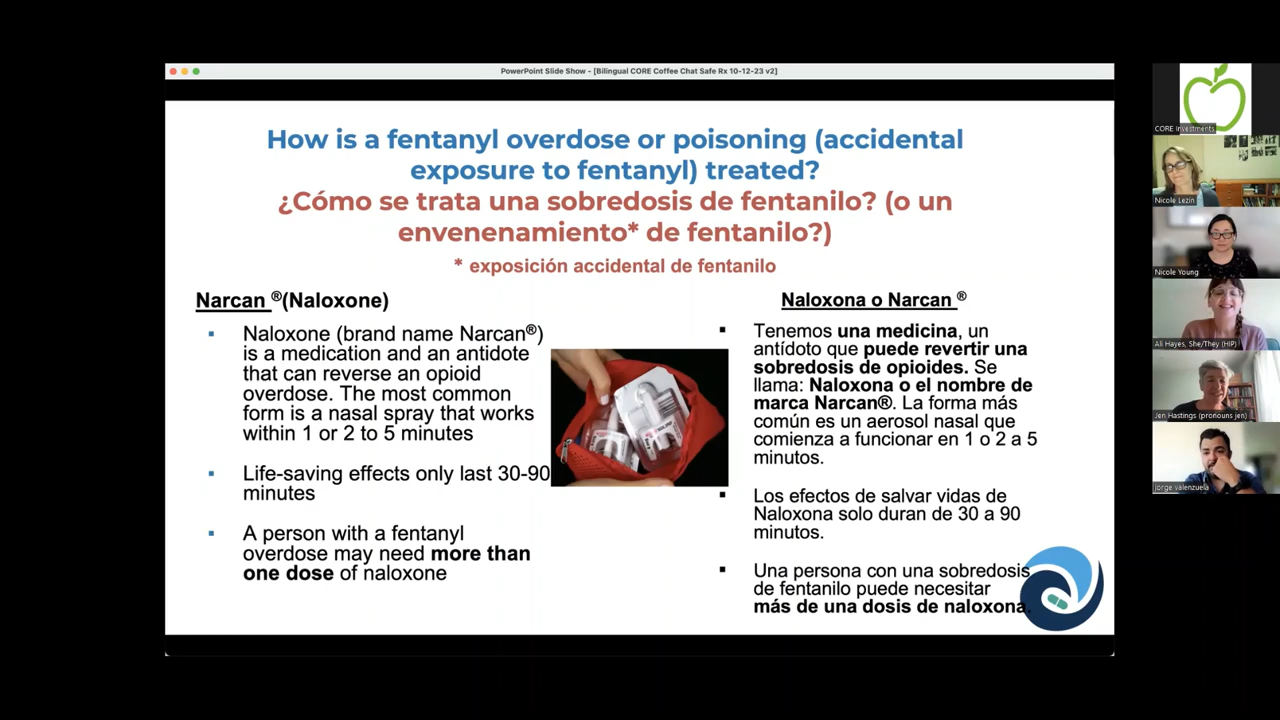 PowerPoint Slide Show - [Bilingual CORE Coffee Chat Safe Rx 10-12-23 v2]
How is a fentanyl overdose or poisoning (accidental
exposure to fentanyl) treated?
¿Cómo se trata una sobredosis de fentanilo? (o un
envenenamiento* de fentanilo?)
* exposición accidental de fentanilo
Narcan ®(Naloxone)
▪ Naloxone (brand name Narcan®)
is a medication and an antidote
that can reverse an opioid
overdose. The most common
form is a nasal spray that works
within 1 or 2 to 5 minutes
▪ Life-saving effects only last 30-90
minutes
▪ A person with a fentanyl
overdose may need more than
one dose of naloxone
Naloxona o Narcan ®
▪ Tenemos una medicina, un
antídoto que puede revertir una
sobredosis de opioides. Se
llama: Naloxona o el nombre de
marca Narcan®. La forma más
común es un aerosol nasal que
comienza a funcionar en 1 o 2 a 5
minutos.
▪ Los efectos de salvar vidas de
Naloxona solo duran de 30 a 90
minutos.
▪ Una persona con una sobredosis
de fentanilo puede necesitar
más de una dosis de naloxona.
CORE Investments
Nicole Lezin
Nicole Young
Ali Hayes, She/They (HIP)
Jen Hastings (pronouns jen)
Jorge Valenzuela